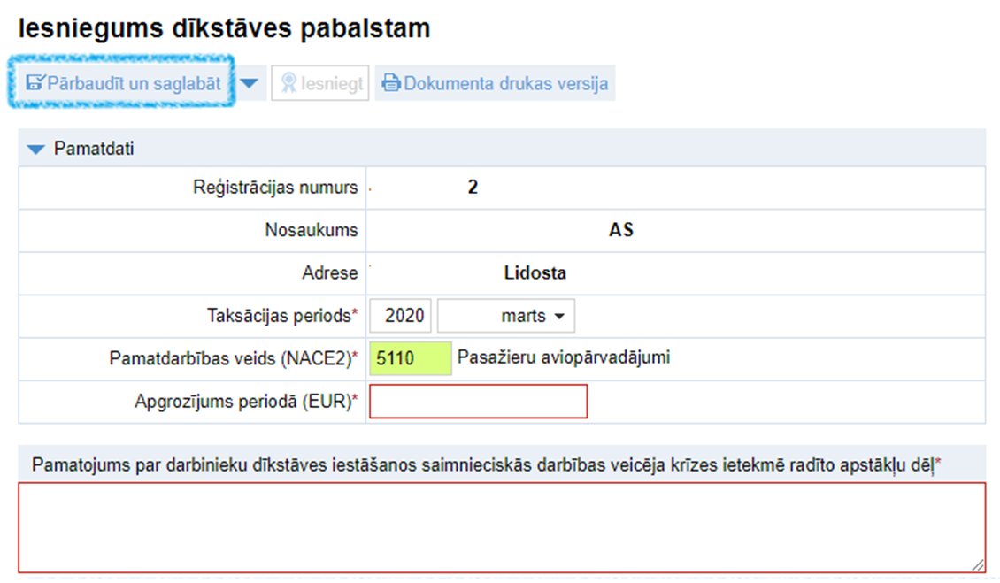 Iesniegums dīkstāves pabalstam
Pārbaudīt un saglabāt Iesniegt Dokumenta drukas versija
Pamatdati
Reģistrācijas numurs 2
Nosaukums AS
Adrese Lidosta
Taksācijas periods* 2020 marts
Pamatdarbības veids (NACE2)* 5110 Pasažieru aviopārvadājumi
Apgrozījums periodā (EUR)*
Pamatojums par darbinieku dīkstāves iestāšanos saimnieciskās darbības veicēja krīzes ietekmē radīto apstākļu dēļ*